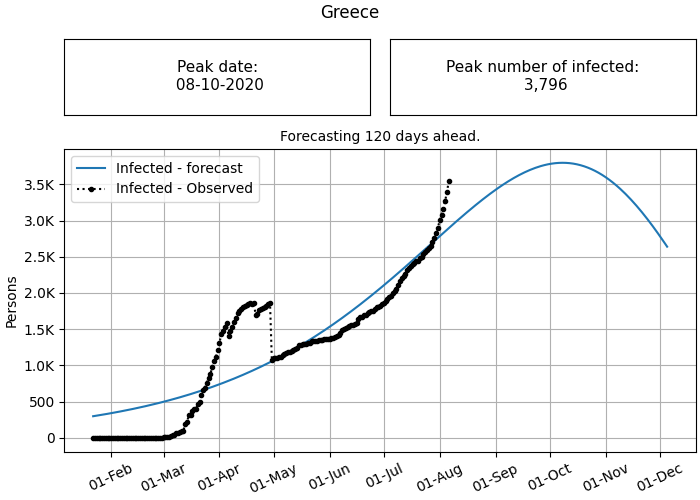 Greece
Peak date:
08-10-2020
Peak number of infected:
3,796
Forecasting 120 days ahead.
Infected - forecast
Infected - Observed
Persons
3.5K
3.0K
2.5K
2.0K
1.5K
1.0K
500
0
01-Feb
01-Mar
01-Apr
01-May
01-Jun
01-Jul
01-Aug
01-Sep
01-Oct
01-Nov
01-Dec